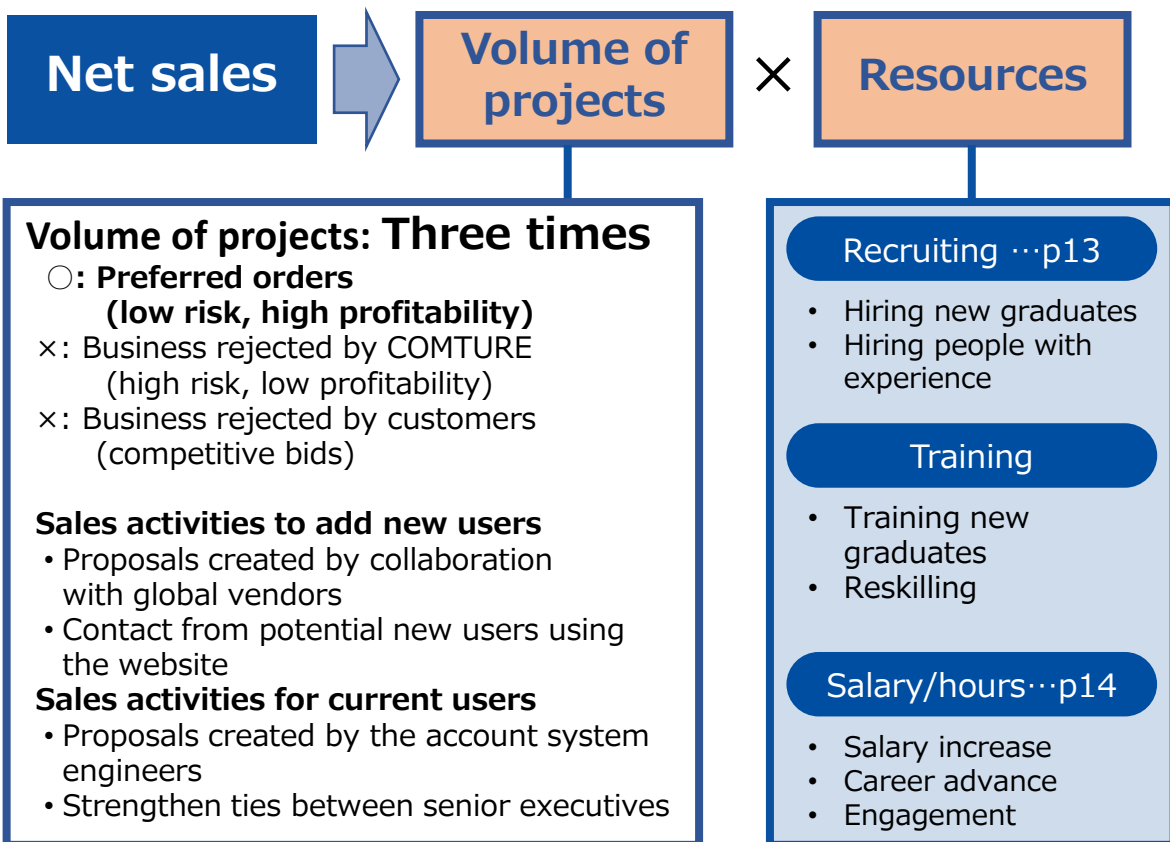 Net sales
Volume of
projects
×
Resources
Volume of projects: Three times
○: Preferred orders
(low risk, high profitability)
×: Business rejected by COMTURE
(high risk, low profitability)
×: Business rejected by customers
(competitive bids)
Sales activities to add new users
• Proposals created by collaboration
with global vendors
• Contact from potential new users using
the website
Sales activities for current users
• Proposals created by the account system
engineers
• Strengthen ties between senior executives
Recruiting …p13
• Hiring new graduates
• Hiring people with
experience
Training
• Training new
graduates
• Reskilling
Salary/hours…p14
• Salary increase
• Career advance
• Engagement